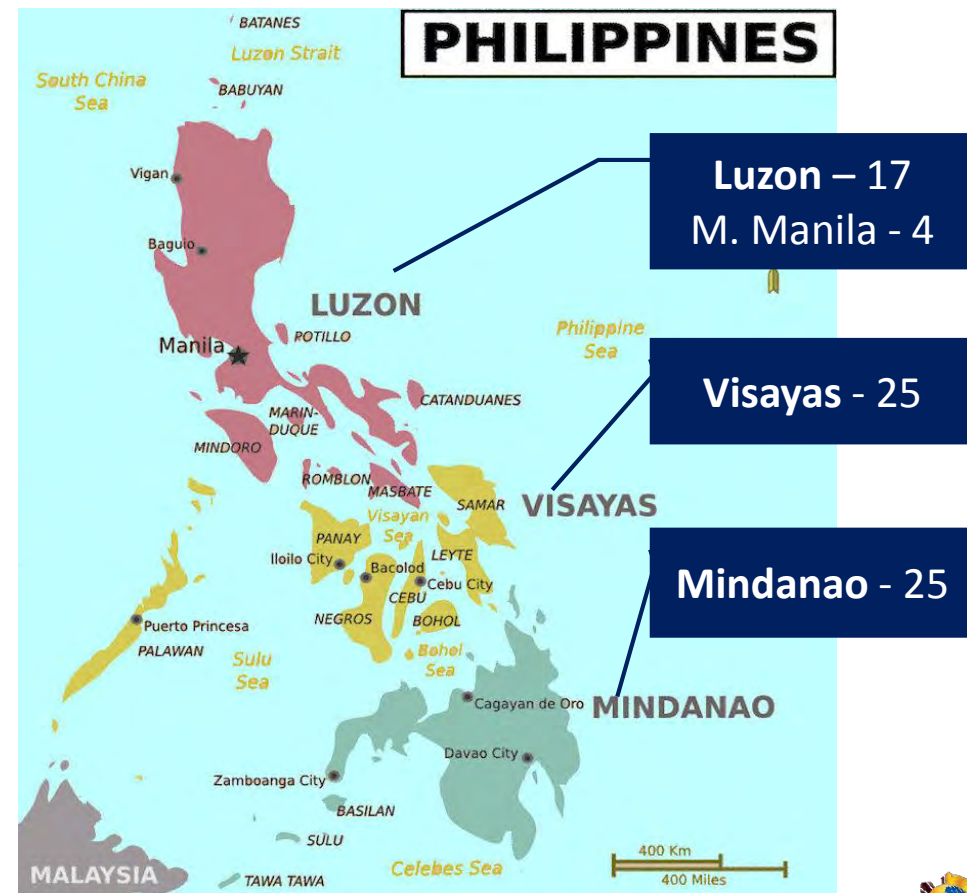 BATANES
PHILIPPINES
Luzon Strait
South China
Sea
BABUYAN
Vigan
Luzon – 17
M. Manila - 4
Baguio
LUZON
POTILLO
Philippine
Sea
Manila
Visayas - 25
CATANDUANES
MARIN-
DUQUE
MINDORO
ROMBLON
MASBATE
SAMAR
VISAYAS
Visayan
Sea
PANAY
Iloilo City
LEYTE
Bacolod
Cebu City
CEBU
NEGROS
BOHOL
Mindanao - 25
Puerto Princesa
PALAWAN
Sulu
Sea
Bohol
Sea
Cagayan de Oro
MINDANAO
Davao City
Zamboanga City
BASILAN
SULU
400 Km
400 Miles
Celebes Sea
MALAYSIA
TAWA TAWA